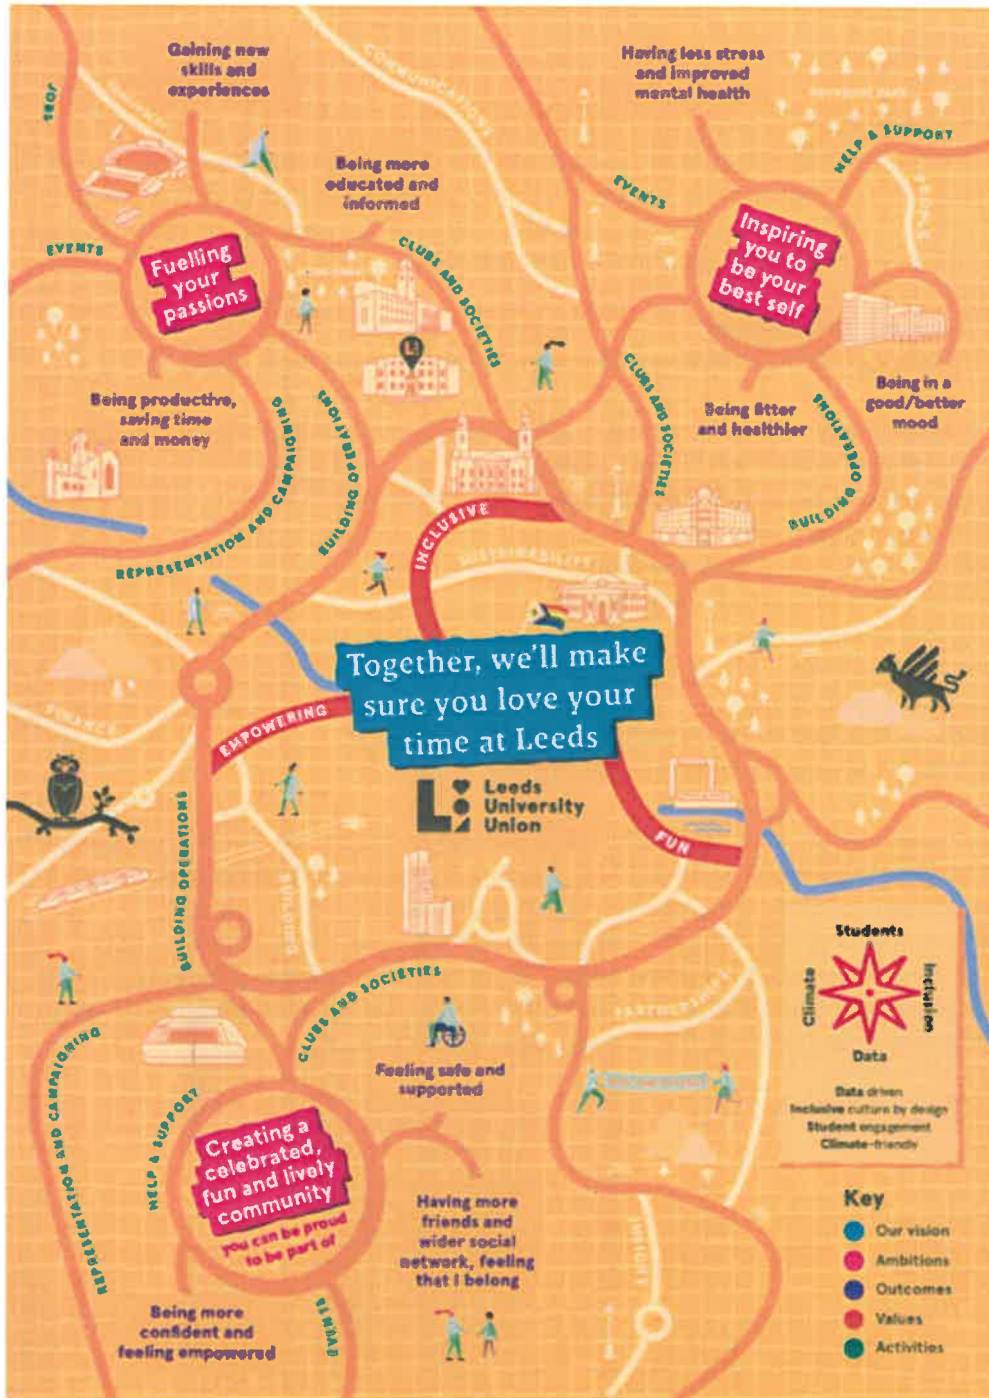 Gaining new
skills and
experiences
Having less stress
and improved
mental health
COMMUNICATIONS
JOBS
HELP & SUPPORT
Being more
educated and
informed
EVENTS
PEOPLE
EVENTS
Fuelling
your
passions
CLUBS AND SOCIETIES
Inspiring
you to
be your
best self
Being productive,
saving time
and money
REPRESENTATION AND CAMPAIGNING
BUILDING OPERATIONS
CLUBS AND SOCIETIES
Being fitter
and healthier
Being in a
good/better
mood
BUILDING OPERATIONS
INCLUSIVE
SUSTAINABILITY
Together, we'll make
sure you love your
time at Leeds
FINANCE
EMPOWERING
Leeds
University
Union
FUN
BUILDING OPERATIONS
BUILDING
CLUBS AND SOCIETIES
PARTNERSHIPS
Students
Climate
Inclusion
Data
Data driven
Inclusive culture by design
Student engagement
Climate-friendly
REPRESENTATION AND CAMPAIGNING
HELP & SUPPORT
Feeling safe and
supported
Creating a
celebrated,
fun and lively
community
you can be proud
to be part of
Having more
friends and
wider social
network, feeling
that I belong
Being more
confident and
feeling empowered
EVENTS
Key
Our vision
Ambitions
Outcomes
Values
Activities